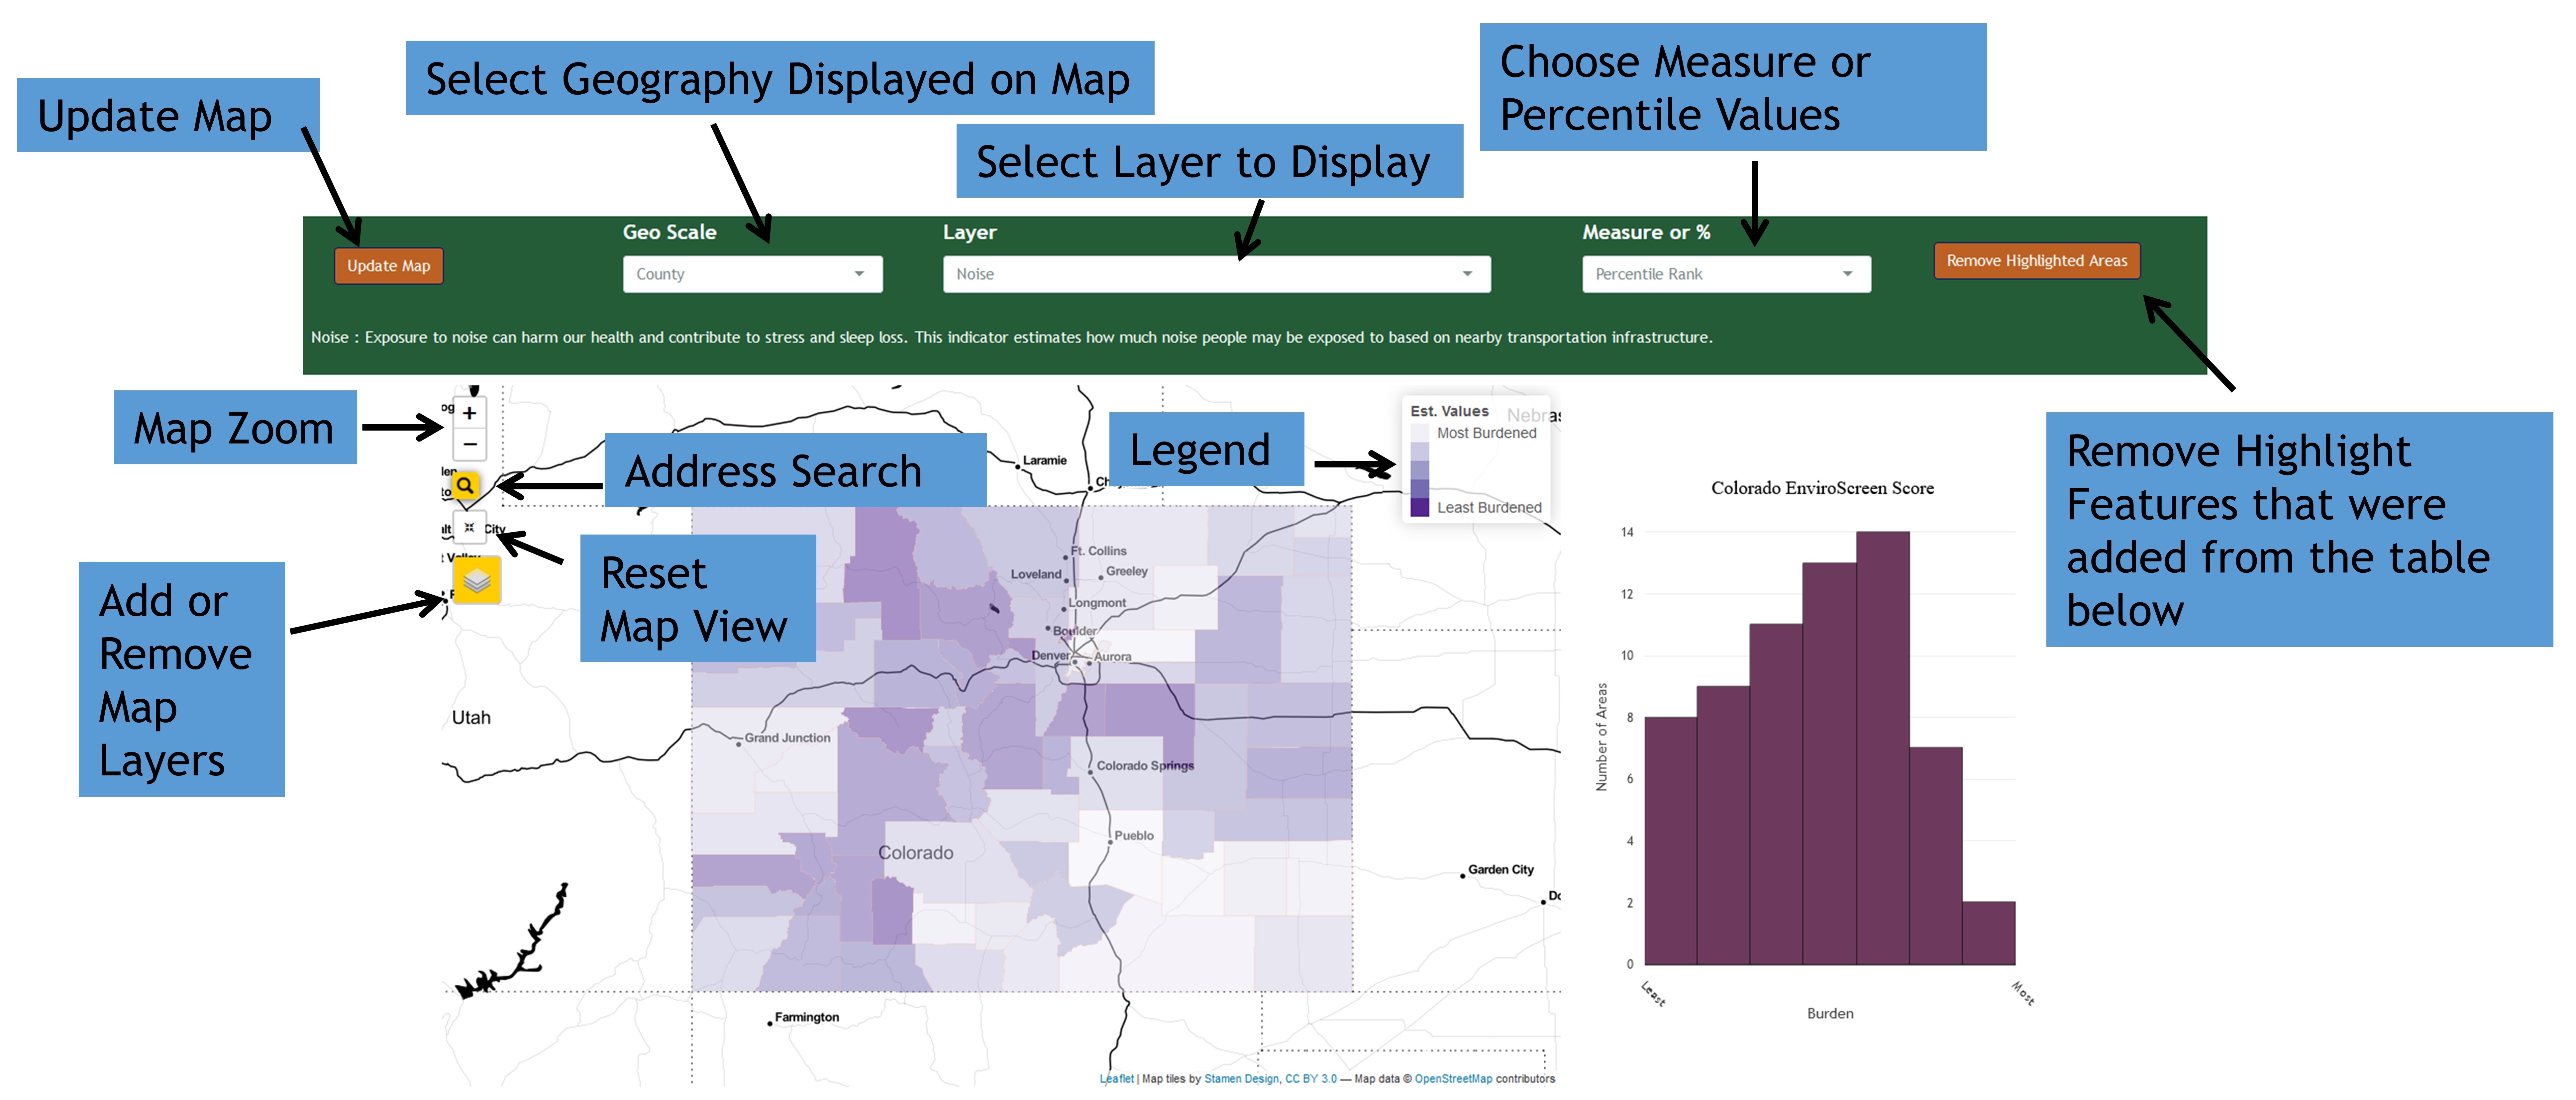 Update Map
Select Geography Displayed on Map
Select Layer to Display
Choose Measure or
Percentile Values
Geo Scale
Layer
Measure or %
Update Map
County
Noise
Percentile Rank
Remove Highlighted Areas
Noise : Exposure to noise can harm our health and contribute to stress and sleep loss. This indicator estimates how much noise people may be exposed to based on nearby transportation infrastructure.
Map Zoom
+
−
Address Search
Reset
Map View
Add or
Remove
Map
Layers
Legend
Est. Values
Most Burdened
Least Burdened
Remove Highlight
Features that were
added from the table
below
Laramie
City
Ft. Collins
Loveland
Greeley
Longmont
Boulder
Denver
Aurora
Utah
Grand Junction
Colorado Springs
Pueblo
Colorado
Garden City
Farmington
Leaflet | Map tiles by Stamen Design, CC BY 3.0 — Map data © OpenStreetMap contributors
Colorado EnviroScreen Score
Number of Areas
14
12
10
8
6
4
2
0
Least
Most
Burden